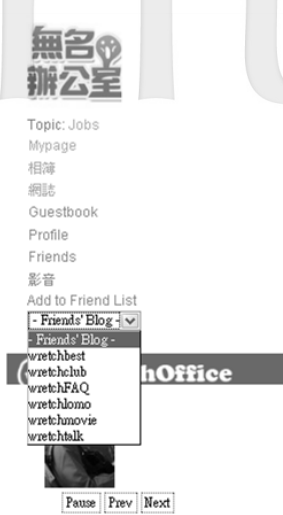 無名
辦公室
Topic: Jobs
Mypage
相簿
網誌
Guestbook
Profile
Friends
影音
Add to Friend List
- Friends' Blog -
- Friends' Blog -
wretchbest
wretchclub
wretchFAQ
wretchlomo
wretchmovie
wretchtalk
hOffice
Pause Prev Next